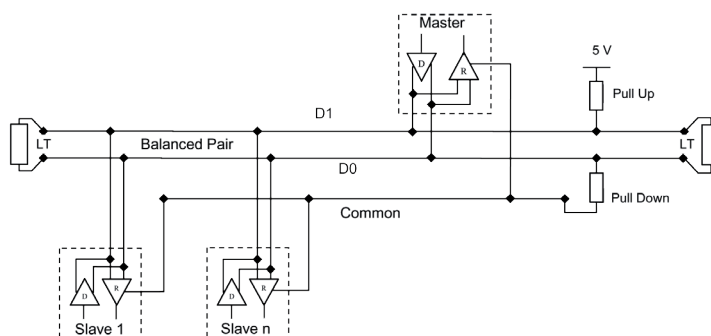 Master
D
R
5 V
Pull Up
D1
LT
Balanced Pair
LT
D0
Pull Down
Common
D
R
D
R
Slave 1
Slave n